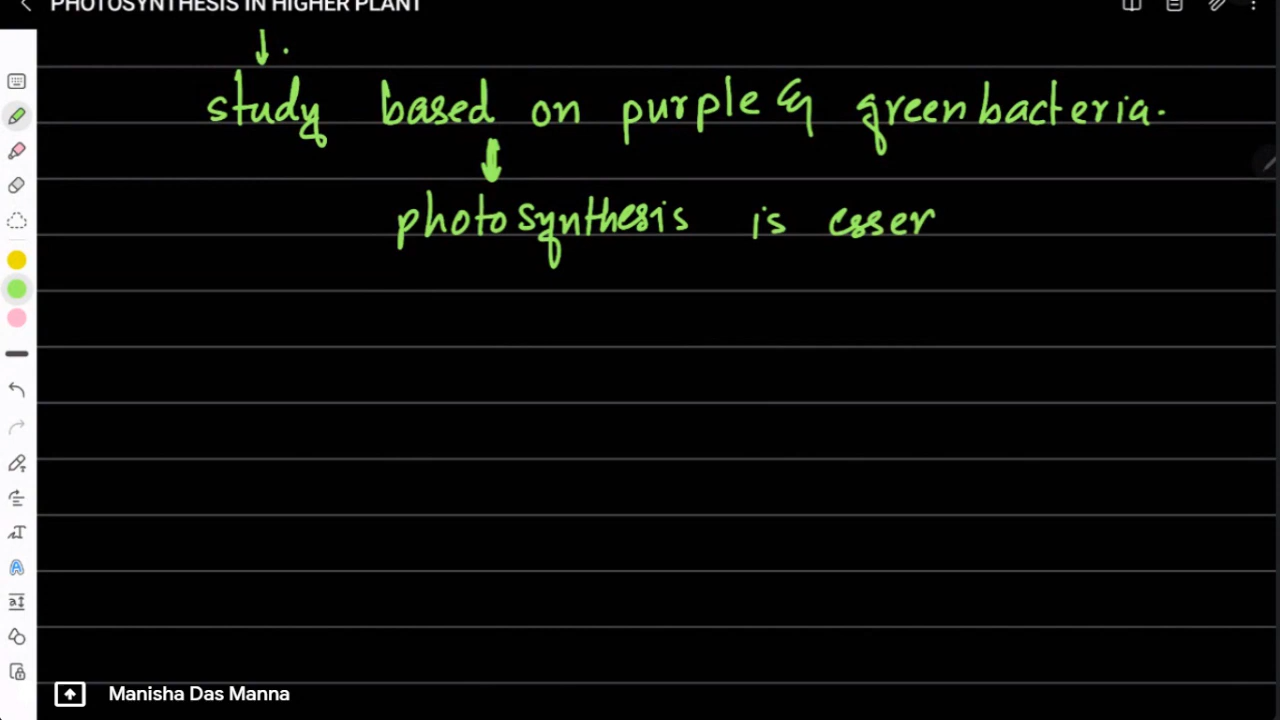 PHOTOSYNTHESIS IN HIGHER PLANT
study based on purple & green bacteria.
photosynthesis is esser
Manisha Das Manna